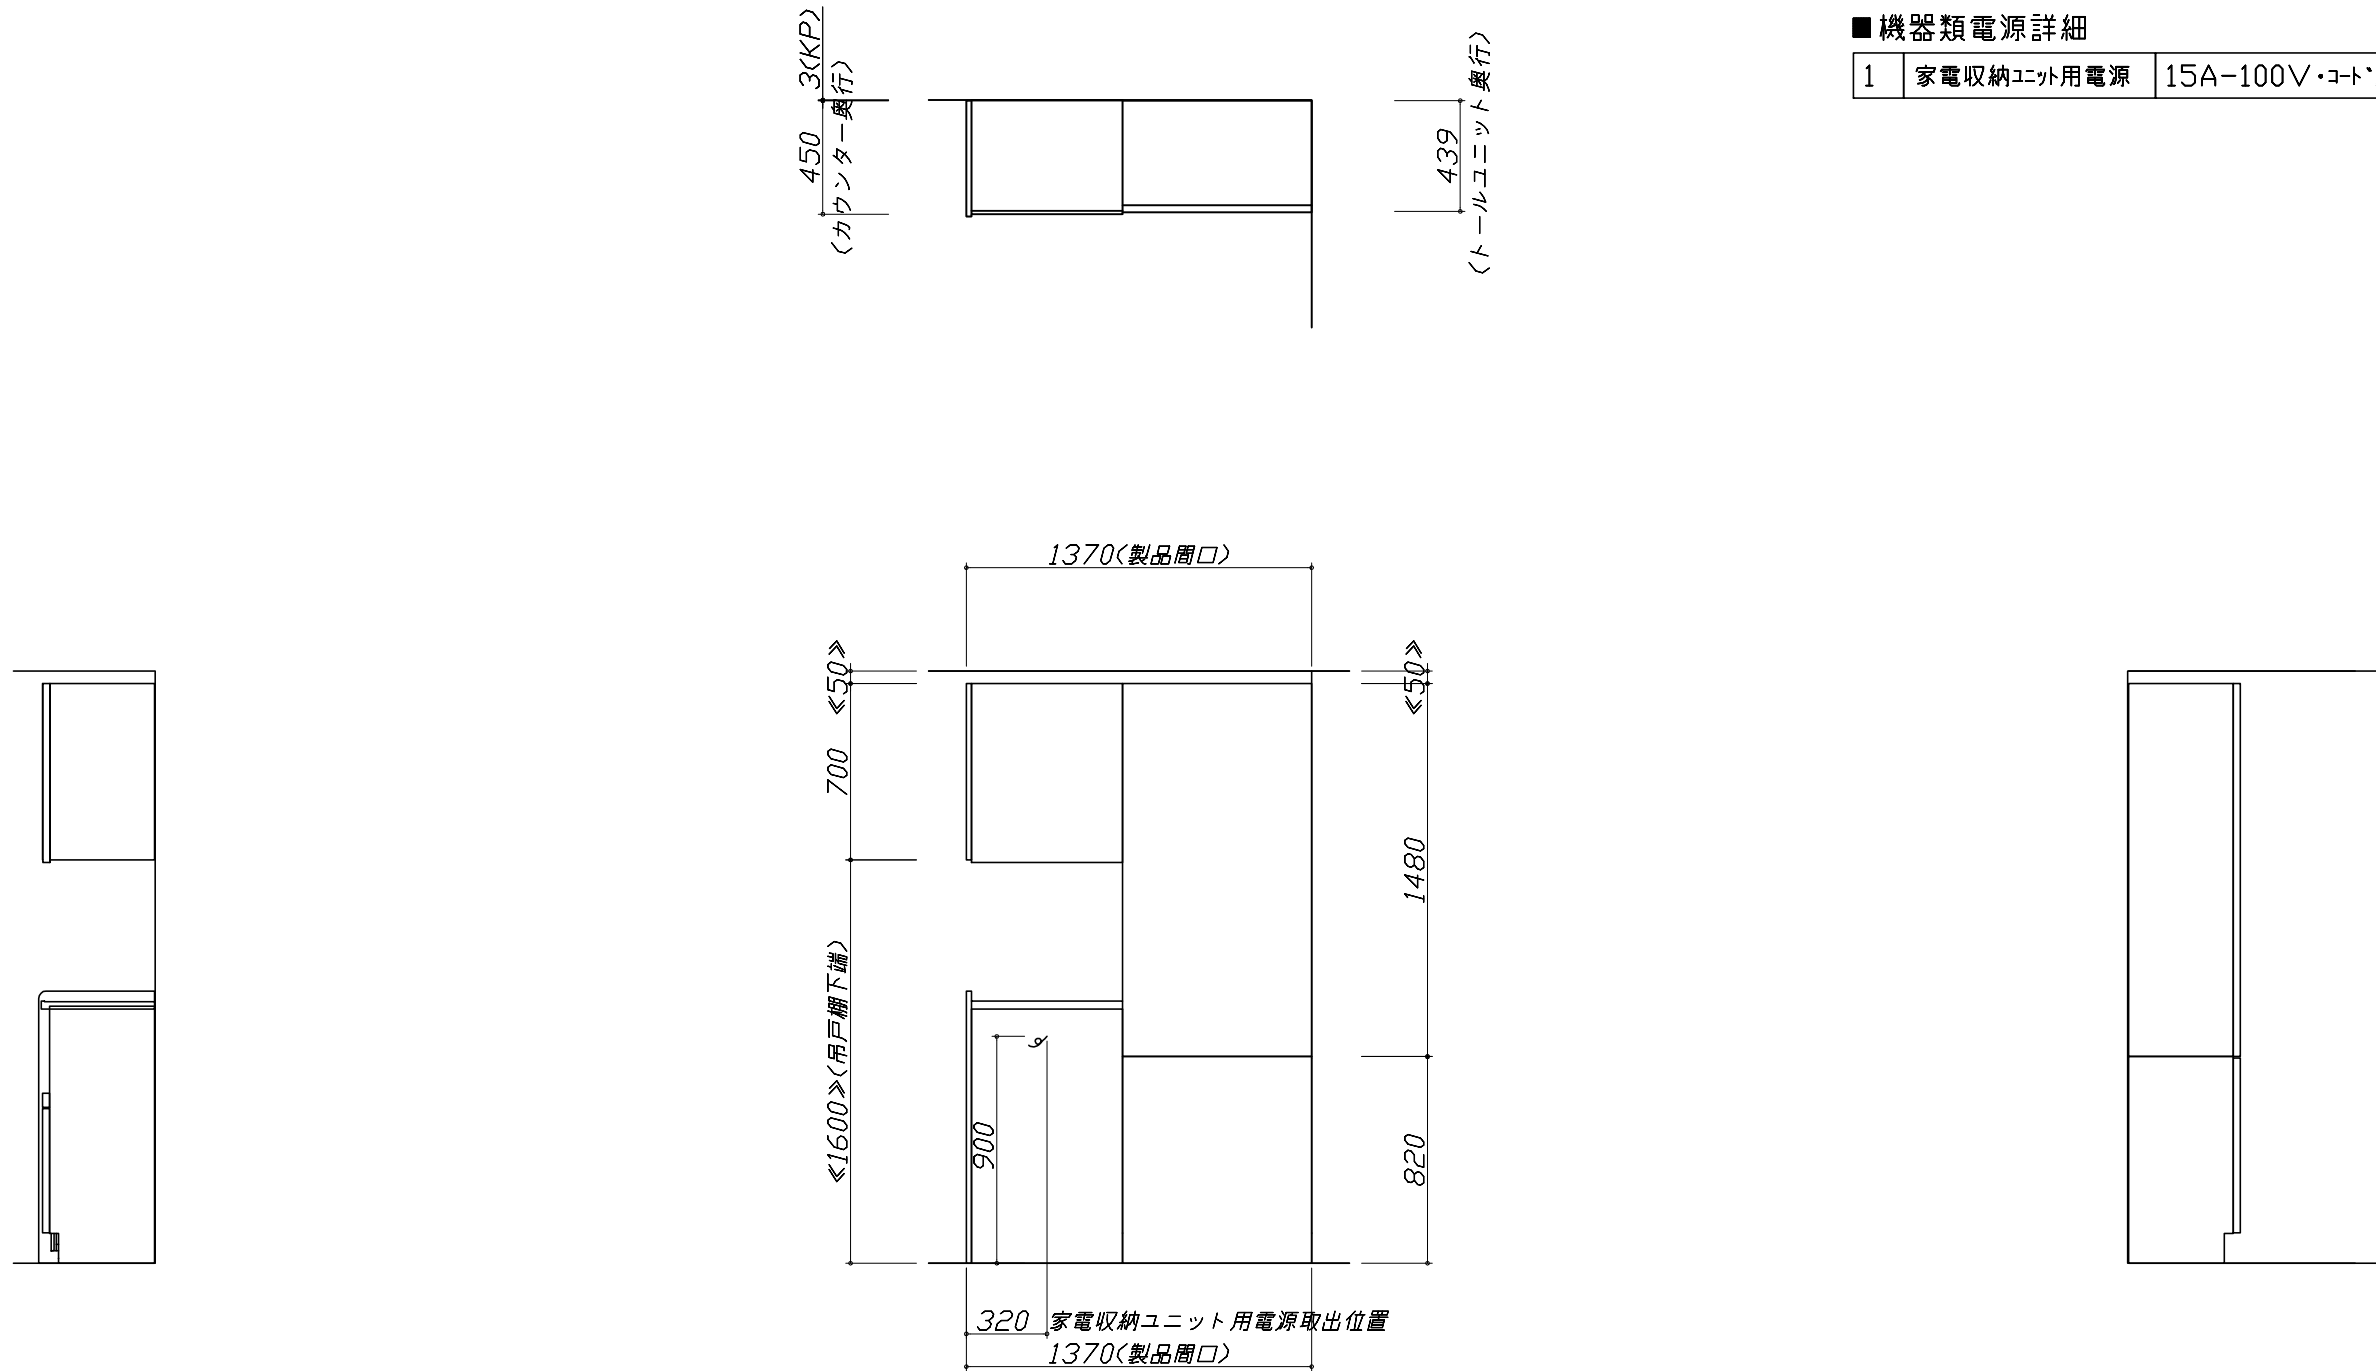 ■機器類電源詳細
1 家電収納ユニット用電源 15A-100V・コード
3(KP)
450
(カウンター奥行)
439
(トールユニット奥行)
1370(製品間口)
≪50≫
700
≪1600≫(吊戸棚下端)
≪50≫
1480
820
900
320 家電収納ユニット用電源取出位置
1370(製品間口)